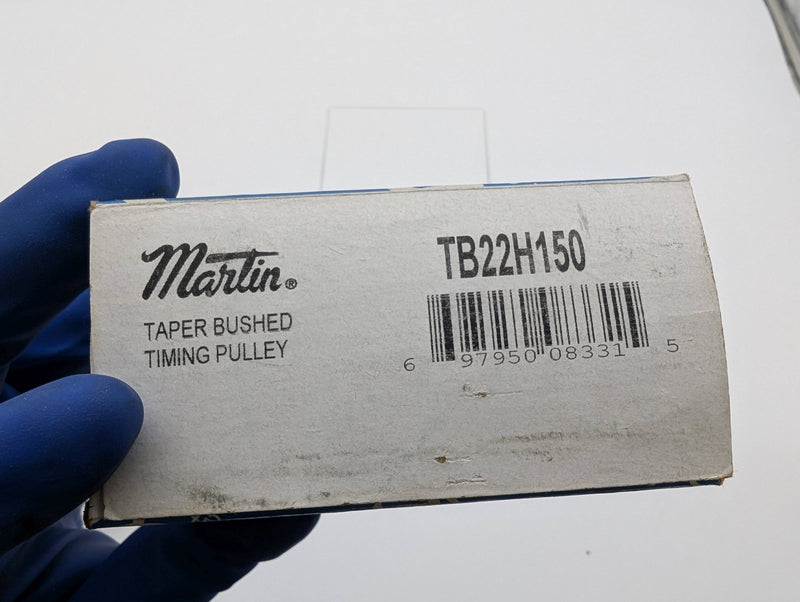 Martin®
TAPER BUSHED
TIMING PULLEY
TB22H150
6 97950 08331 5